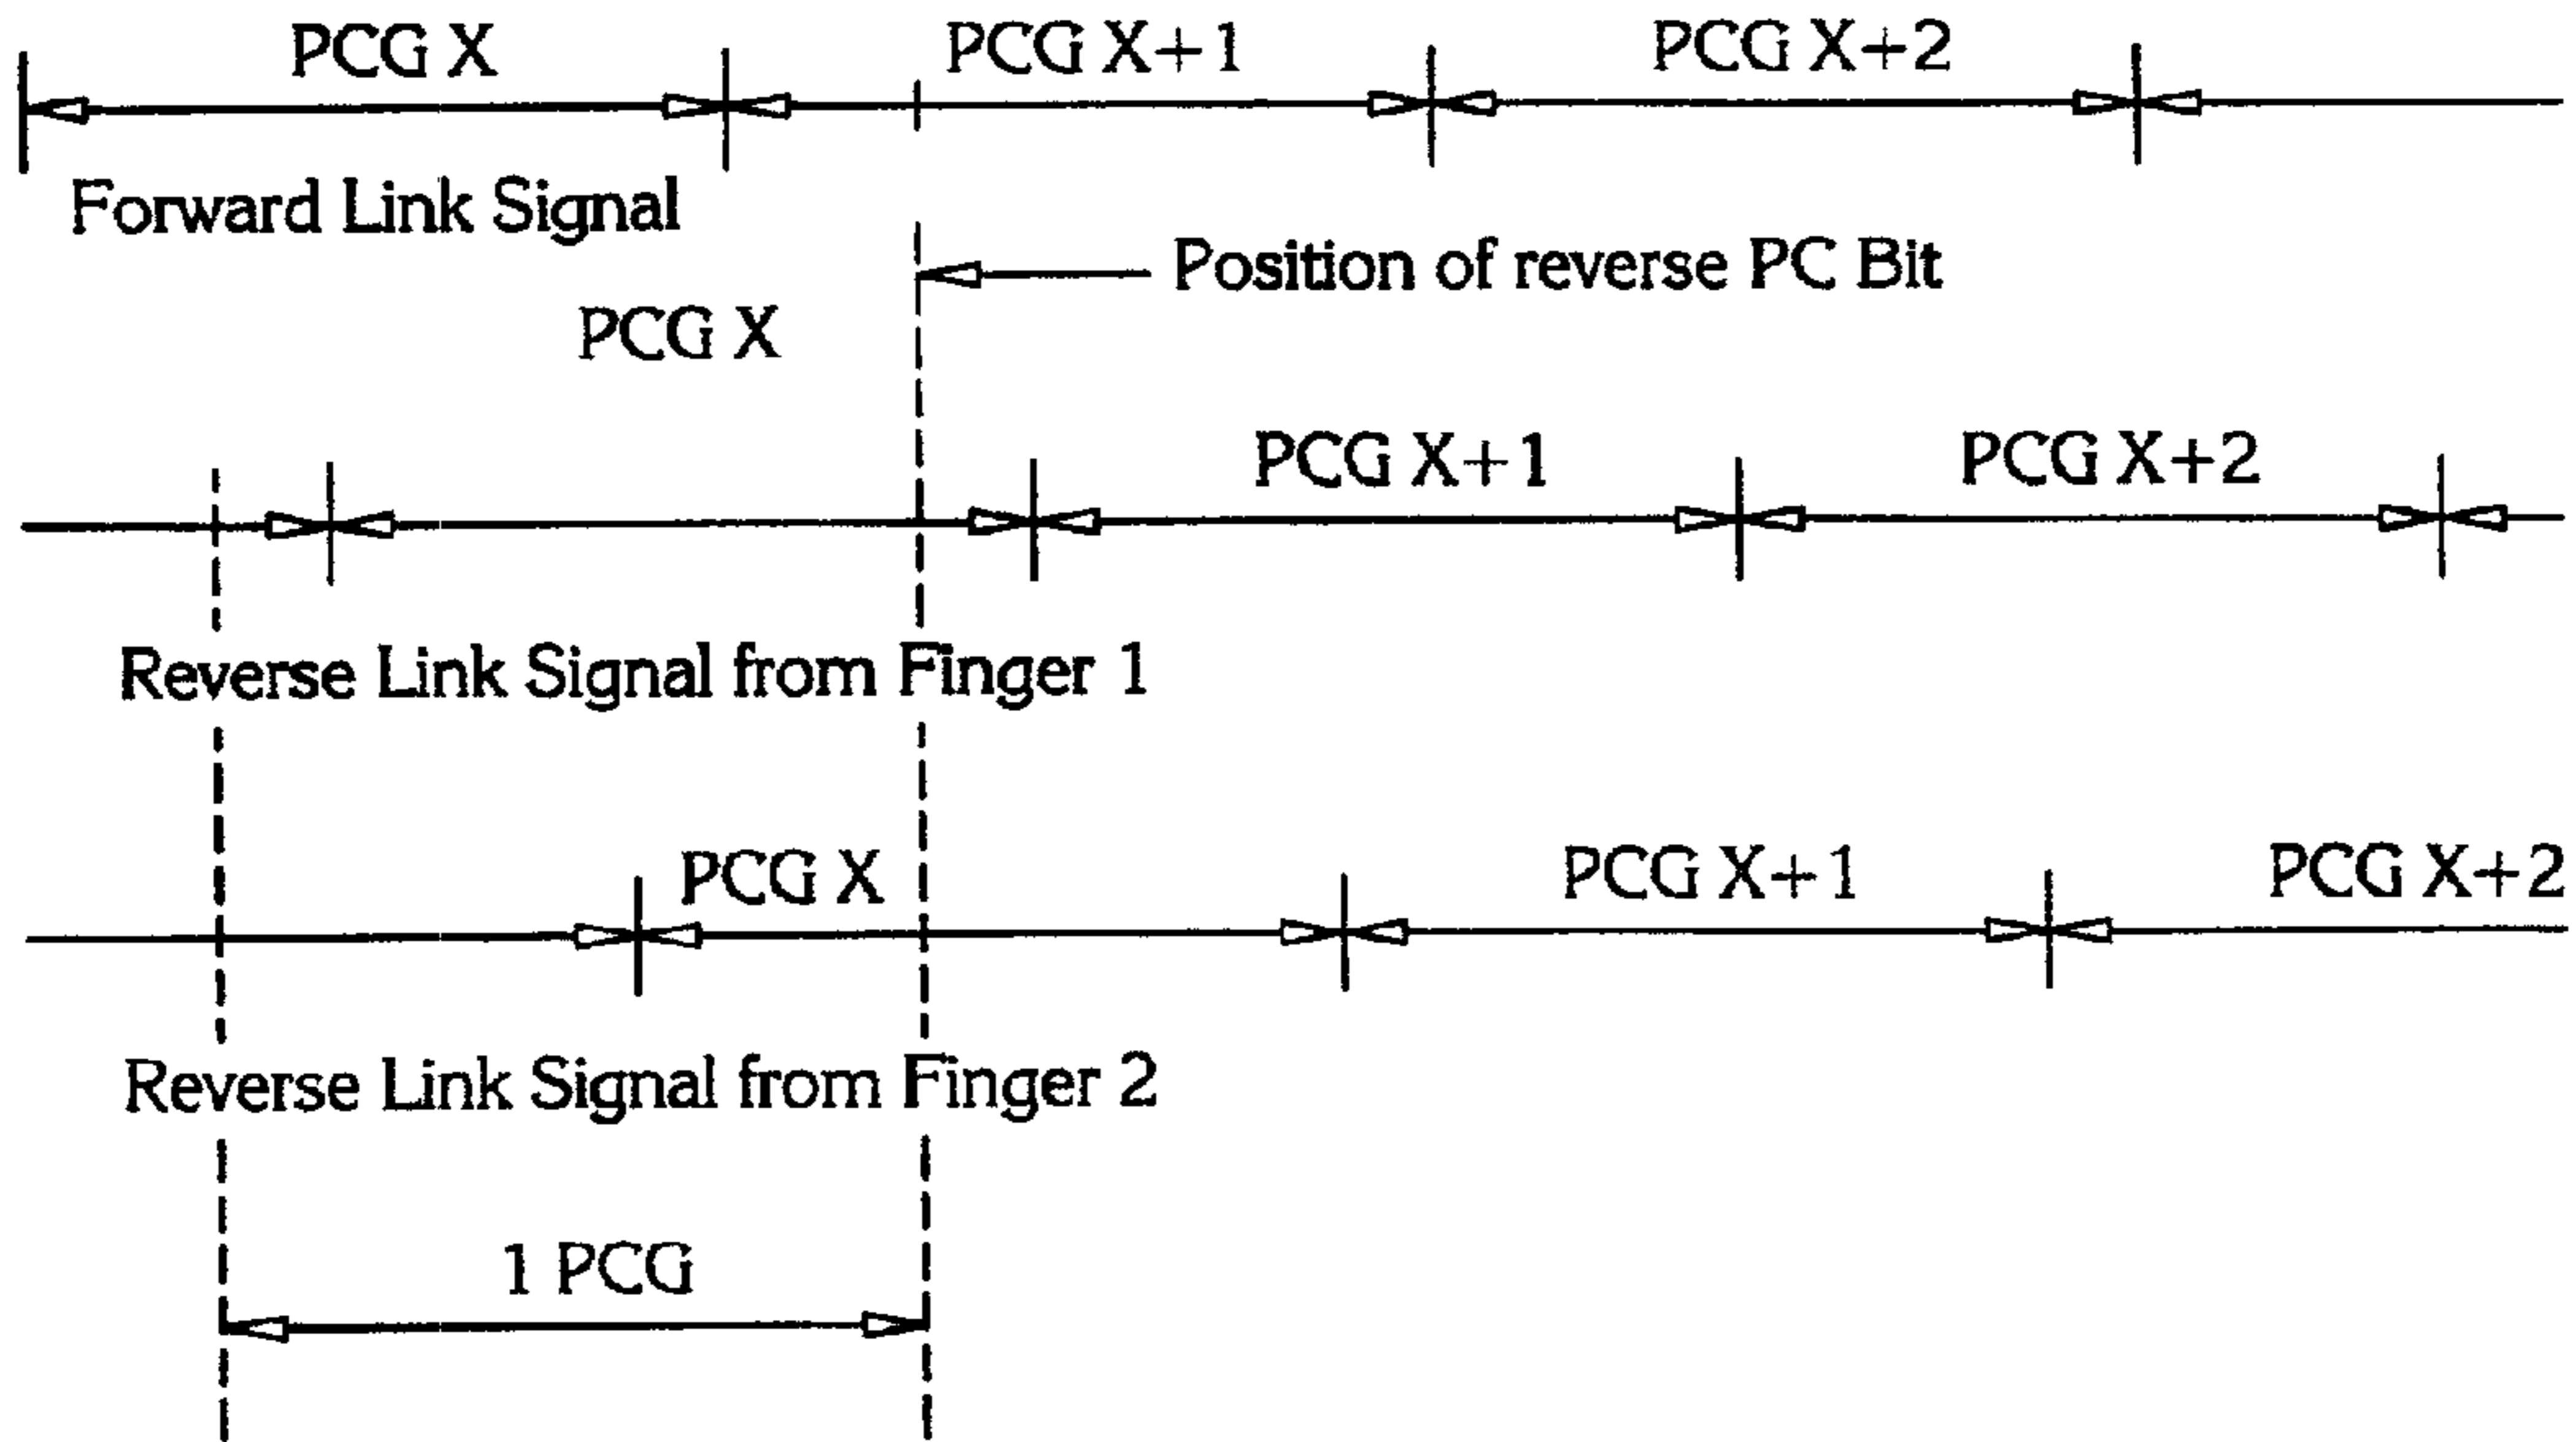 PCG X
PCG X+1
PCG X+2
Forward Link Signal
Position of reverse PC Bit
PCG X
PCG X+1
PCG X+2
Reverse Link Signal from Finger 1
PCG X
PCG X+1
PCG X+2
Reverse Link Signal from Finger 2
1 PCG